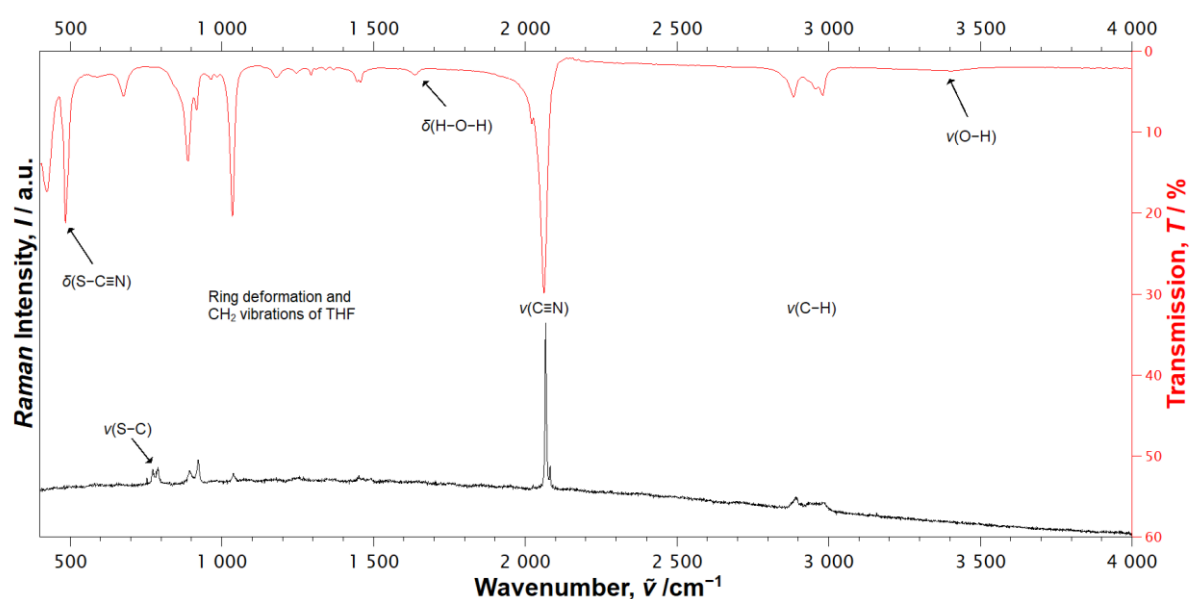 500 1 000 1 500 2 000 2 500 3 000 3 500 4 000
Raman Intensity, I / a.u.
Transmission, T / %
0
10
20
30
40
50
60
δ(H−O−H)
ν(O−H)
δ(S−C≡N)
Ring deformation and
CH₂ vibrations of THF
ν(C≡N)
ν(C−H)
ν(S−C)
500 1 000 1 500 2 000 2 500 3 000 3 500 4 000
Wavenumber, ṽ /cm⁻¹